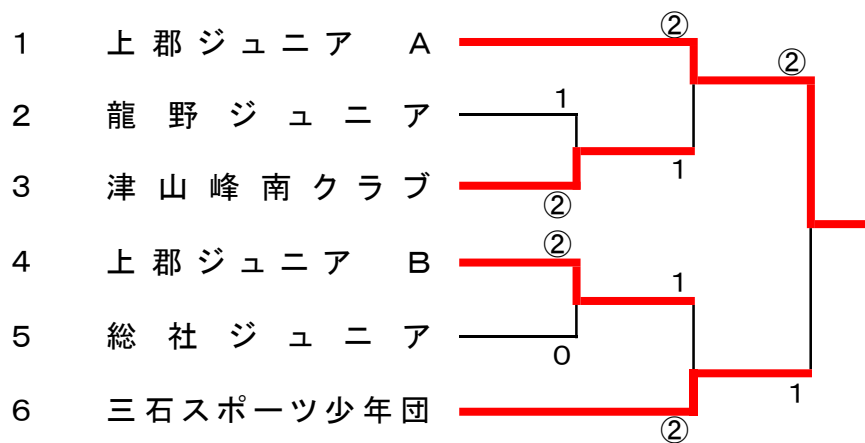 ②
１ 上郡ジュニア A
②
1
２ 龍野ジュニア
1
３ 津山峰南クラブ
②
②
４ 上郡ジュニア B
1
５ 総社ジュニア
0
1
６ 三石スポーツ少年団
②